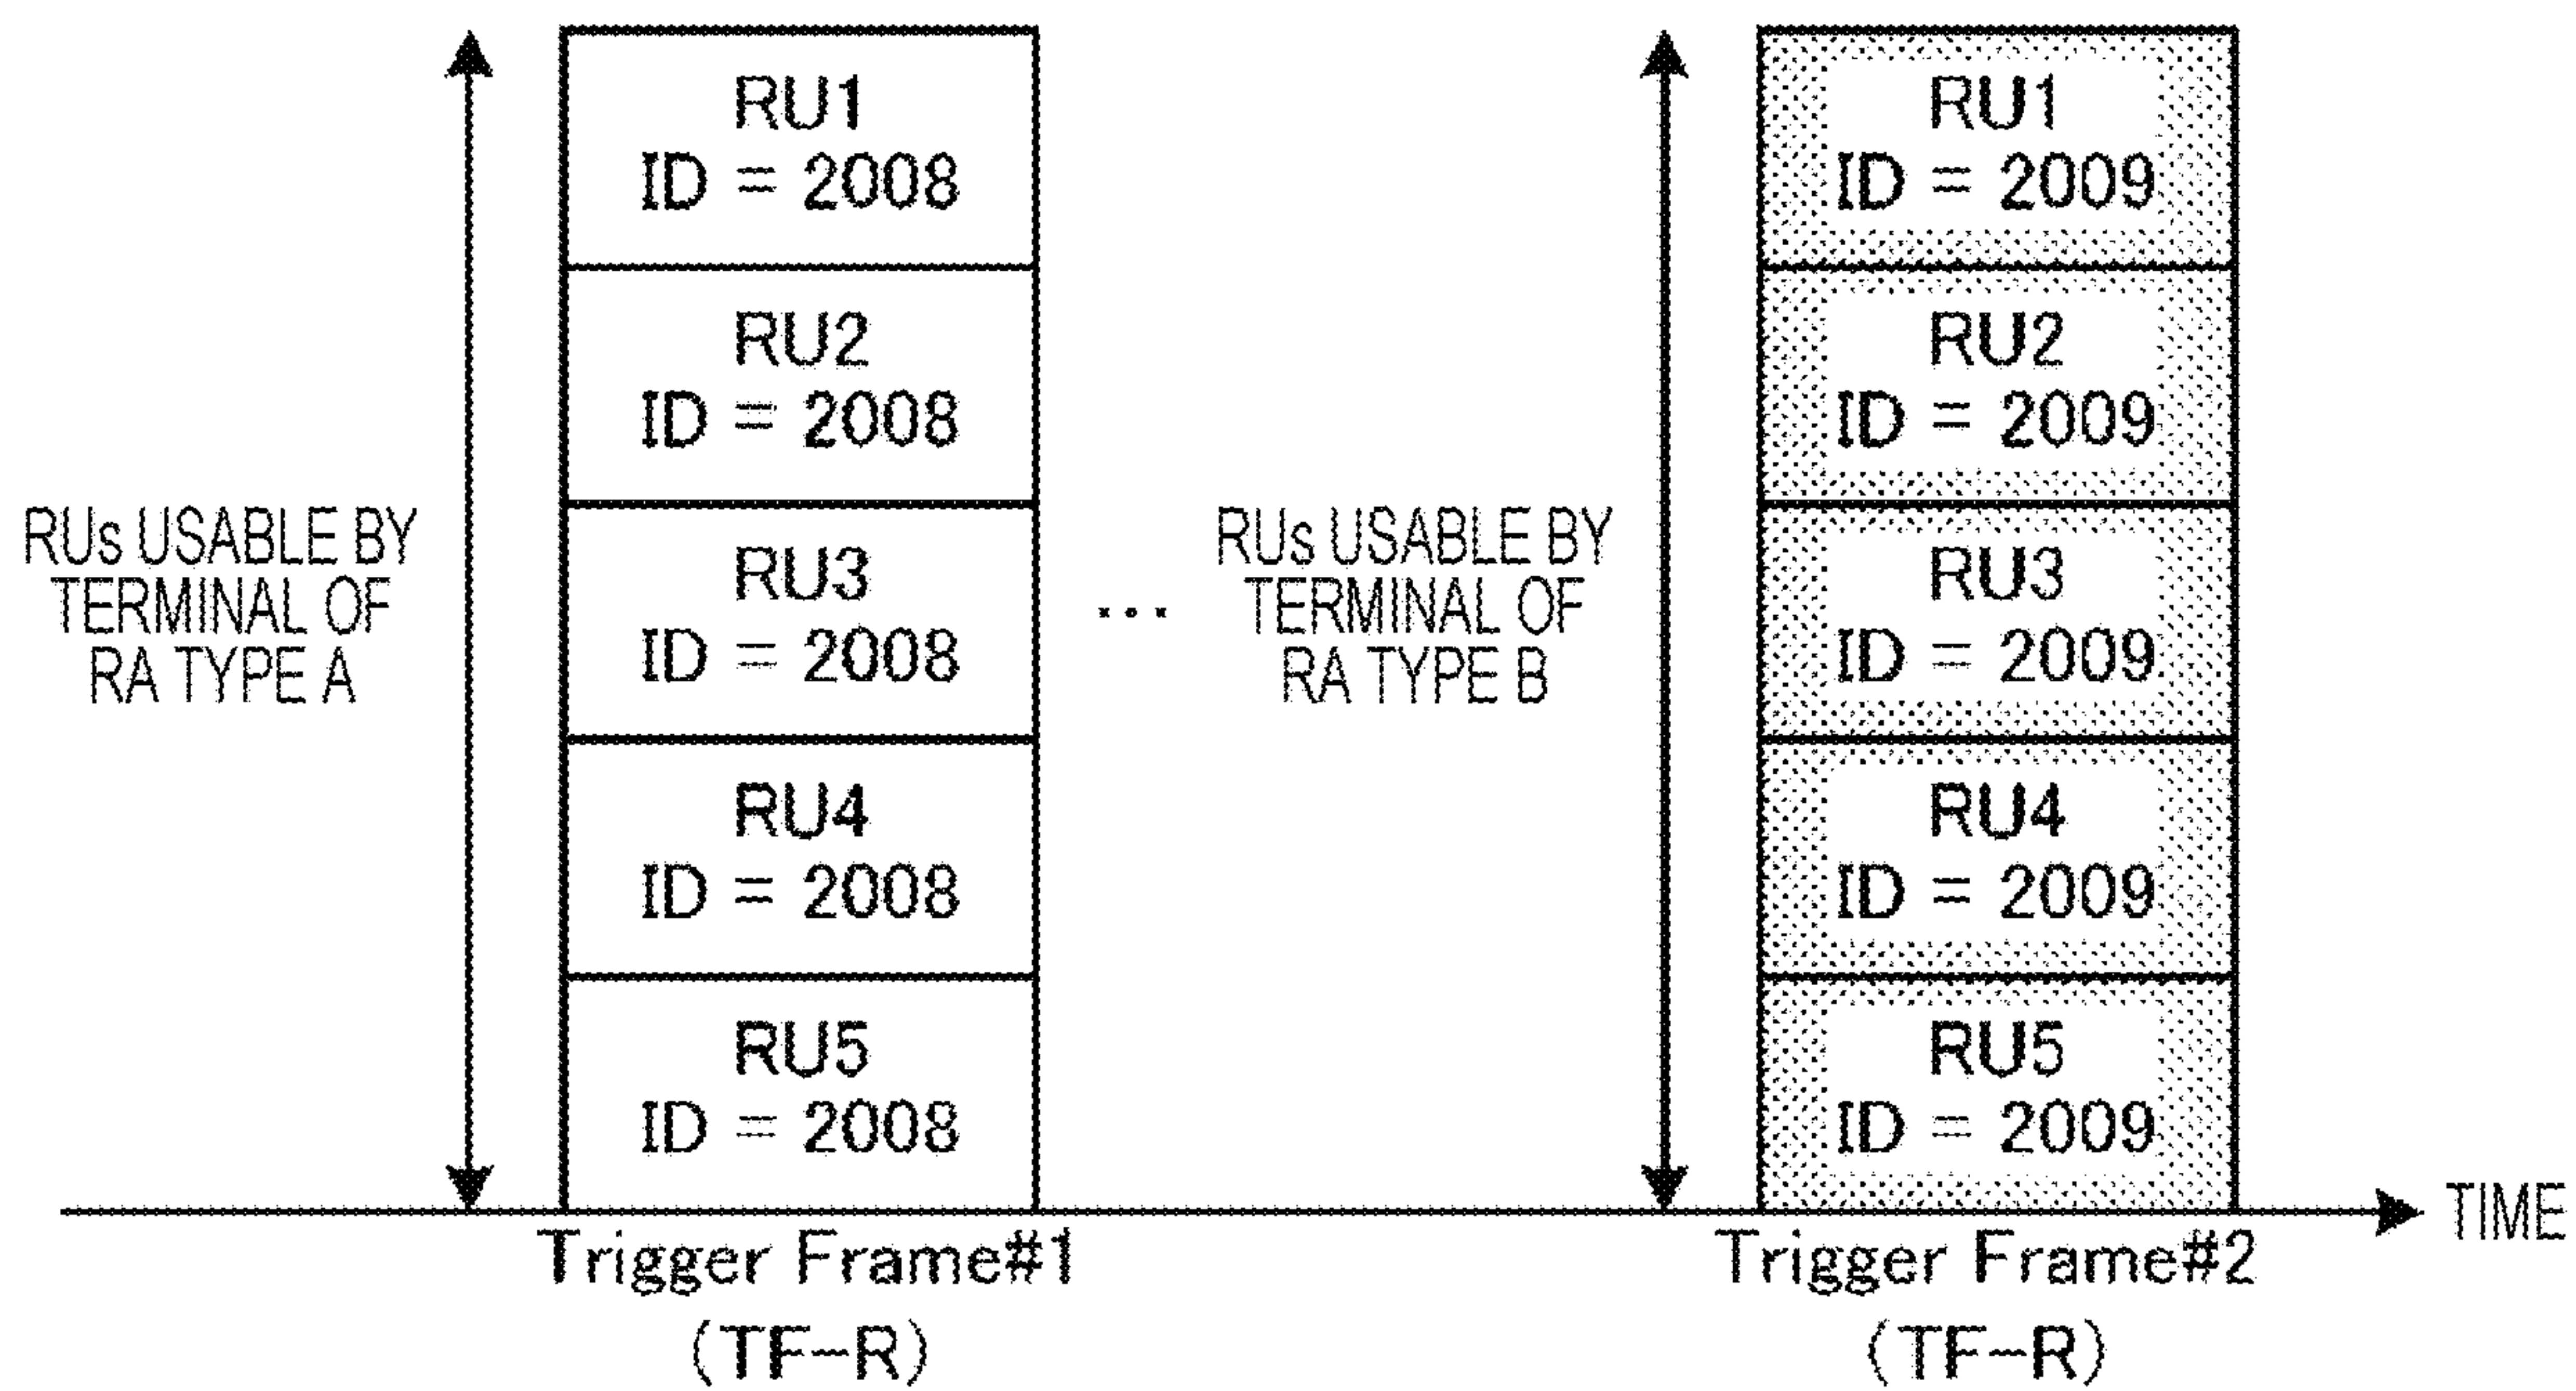 RUs USABLE BY
TERMINAL OF
RA TYPE A
RU1
ID = 2008
RU2
ID = 2008
RU3
ID = 2008
RU4
ID = 2008
RU5
ID = 2008
Trigger Frame#1
(TF-R)
...
RUs USABLE BY
TERMINAL OF
RA TYPE B
RU1
ID = 2009
RU2
ID = 2009
RU3
ID = 2009
RU4
ID = 2009
RU5
ID = 2009
Trigger Frame#2
(TF-R)
TIME